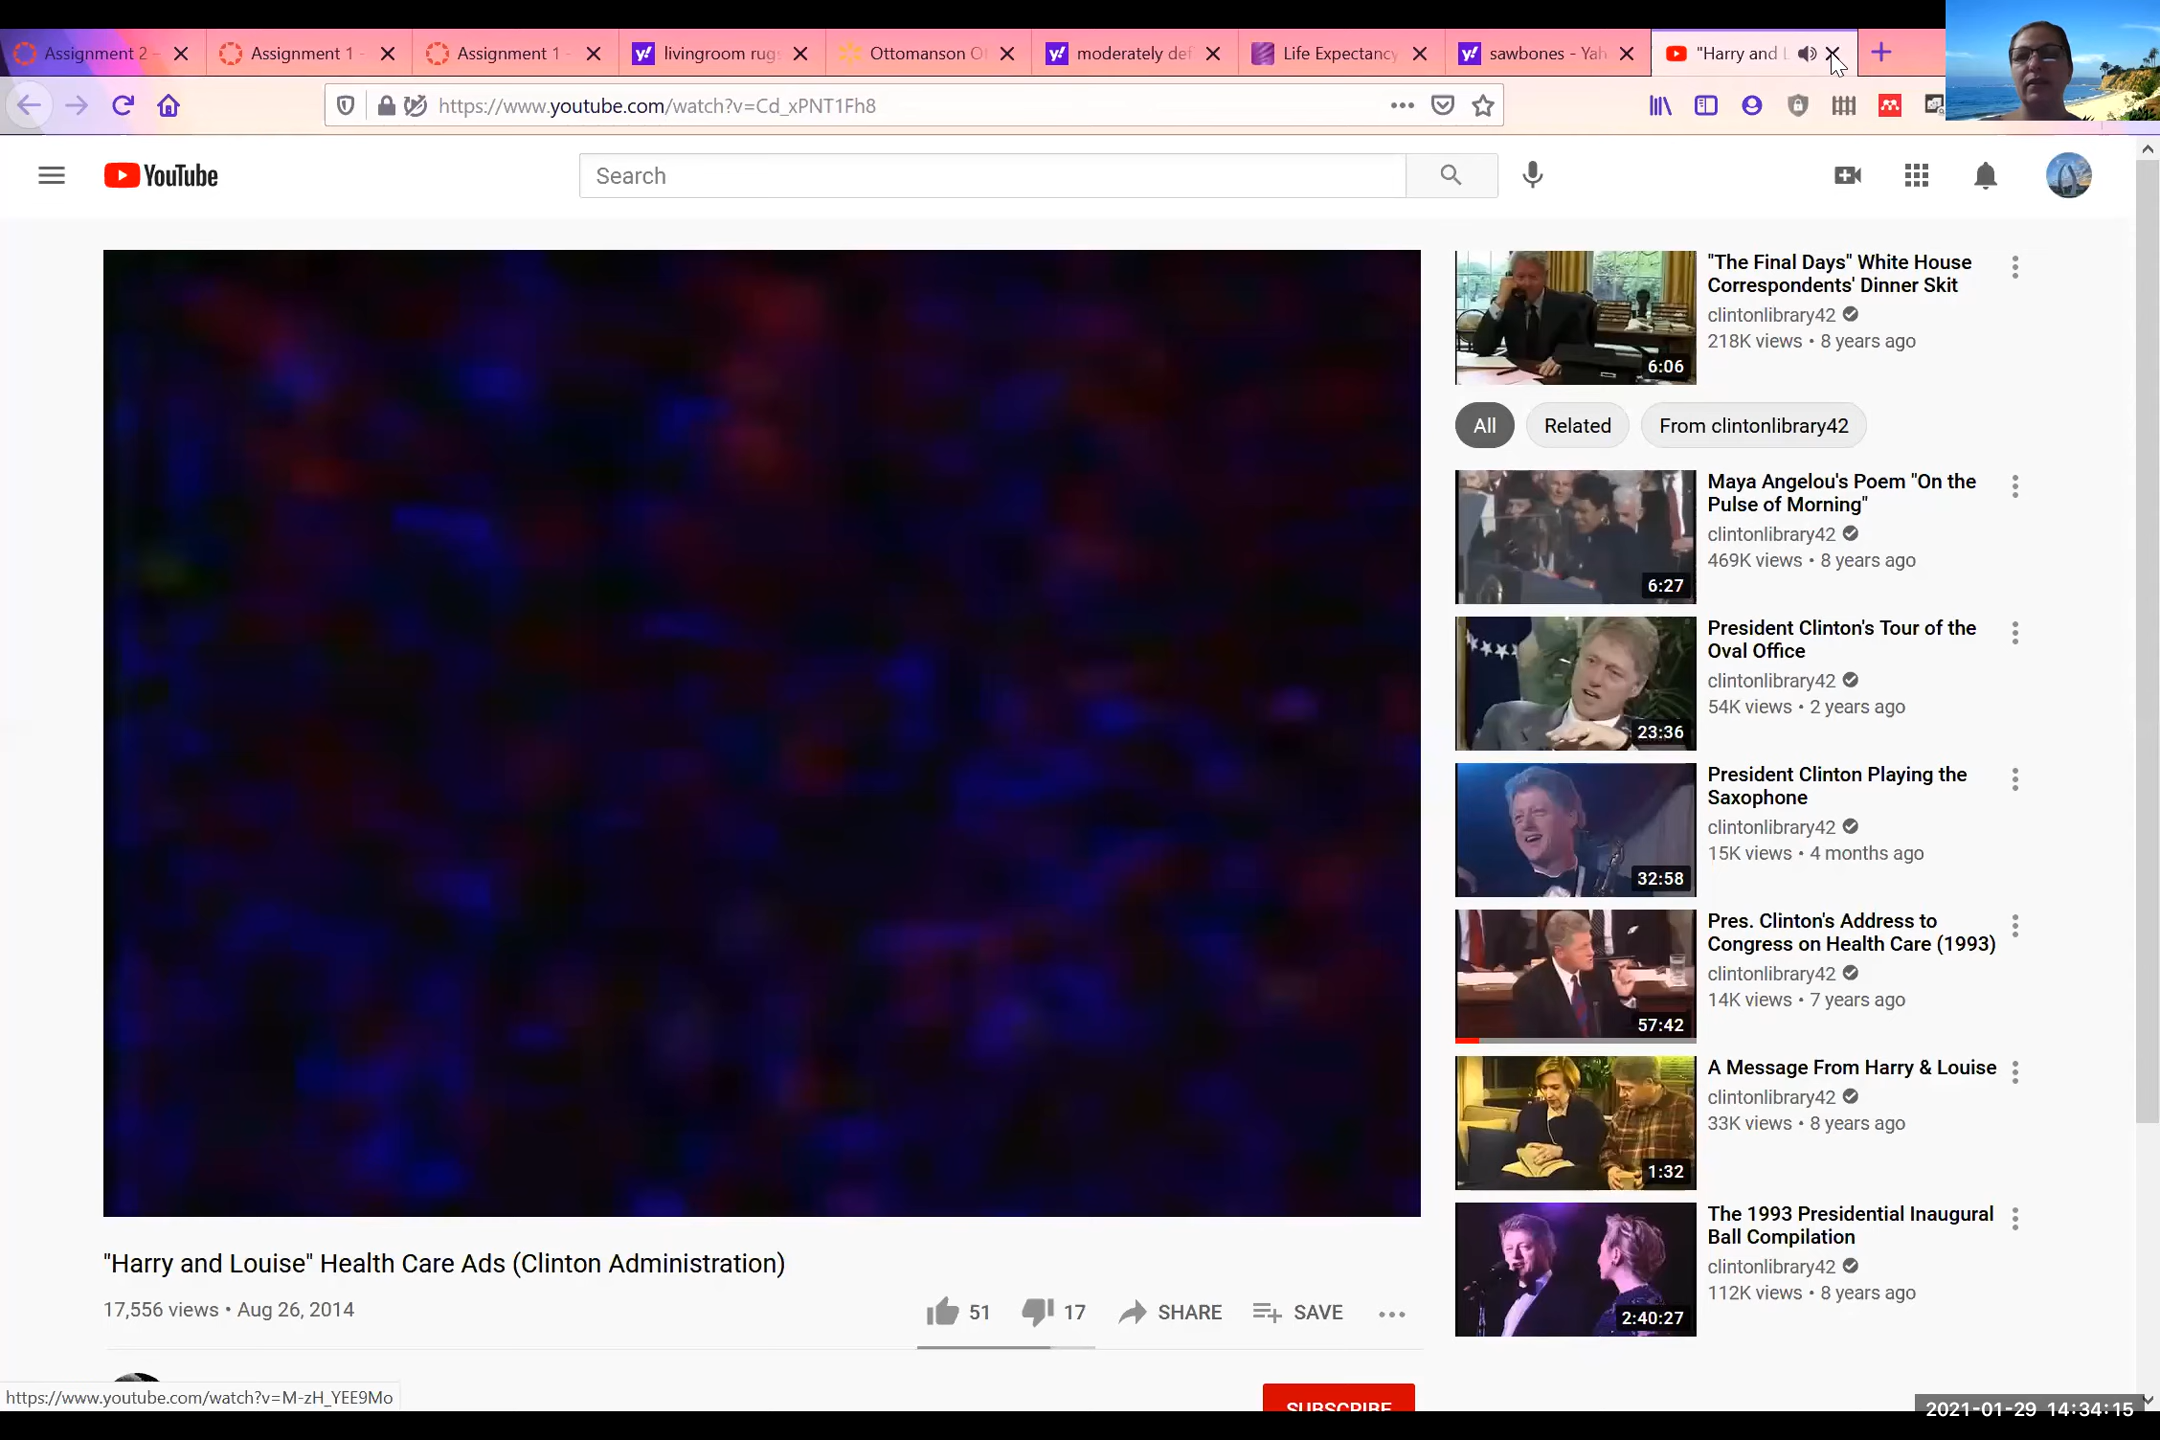 Assignment 2 -
Assignment 1 -
Assignment 1 -
livingroom rug
Ottomanson O
moderately def
Life Expectancy
sawbones - Yah
"Harry and L
https://www.youtube.com/watch?v=Cd_xPNT1Fh8
YouTube
Search
"The Final Days" White House
Correspondents' Dinner Skit
clintonlibrary42
218K views • 8 years ago
6:06
All
Related
From clintonlibrary42
Maya Angelou's Poem "On the
Pulse of Morning"
clintonlibrary42
469K views • 8 years ago
6:27
President Clinton's Tour of the
Oval Office
clintonlibrary42
54K views • 2 years ago
23:36
President Clinton Playing the
Saxophone
clintonlibrary42
15K views • 4 months ago
32:58
Pres. Clinton's Address to
Congress on Health Care (1993)
clintonlibrary42
14K views • 7 years ago
57:42
A Message From Harry & Louise
clintonlibrary42
33K views • 8 years ago
1:32
The 1993 Presidential Inaugural
Ball Compilation
clintonlibrary42
112K views • 8 years ago
2:40:27
"Harry and Louise" Health Care Ads (Clinton Administration)
17,556 views • Aug 26, 2014
51
17
SHARE
SAVE
SUBSCRIBE
https://www.youtube.com/watch?v=M-zH_YEE9Mo
2021-01-29 14:34:15